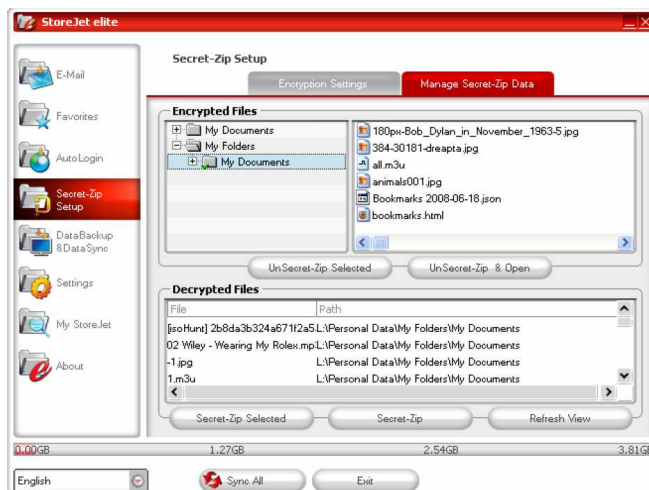 StoreJet elite
Secret-Zip Setup
Encryption Settings
Manage Secret-Zip Data
E-Mail
Favorites
AutoLogin
Secret-Zip
Setup
DataBackup
&DataSync
Settings
My StoreJet
About
Encrypted Files
My Documents
My Folders
My Documents
180px-Bob_Dylan_in_November_1963-5.jpg
384-30181-dreapta.jpg
all.m3u
animals001.jpg
Bookmarks 2008-06-18.json
bookmarks.html
UnSecret-Zip Selected
UnSecret-Zip & Open
Decrypted Files
File Path
[isoHunt] 2b8da3b324a671f2a5 L:\Personal Data\My Folders\My Documents
02 Wiley - Wearing My Rolex.mp L:\Personal Data\My Folders\My Documents
-1.jpg L:\Personal Data\My Folders\My Documents
1.m3u L:\Personal Data\My Folders\My Documents
Secret-Zip Selected
Secret-Zip
Refresh View
0.00GB 1.27GB 2.54GB 3.81G
English
Sync All
Exit